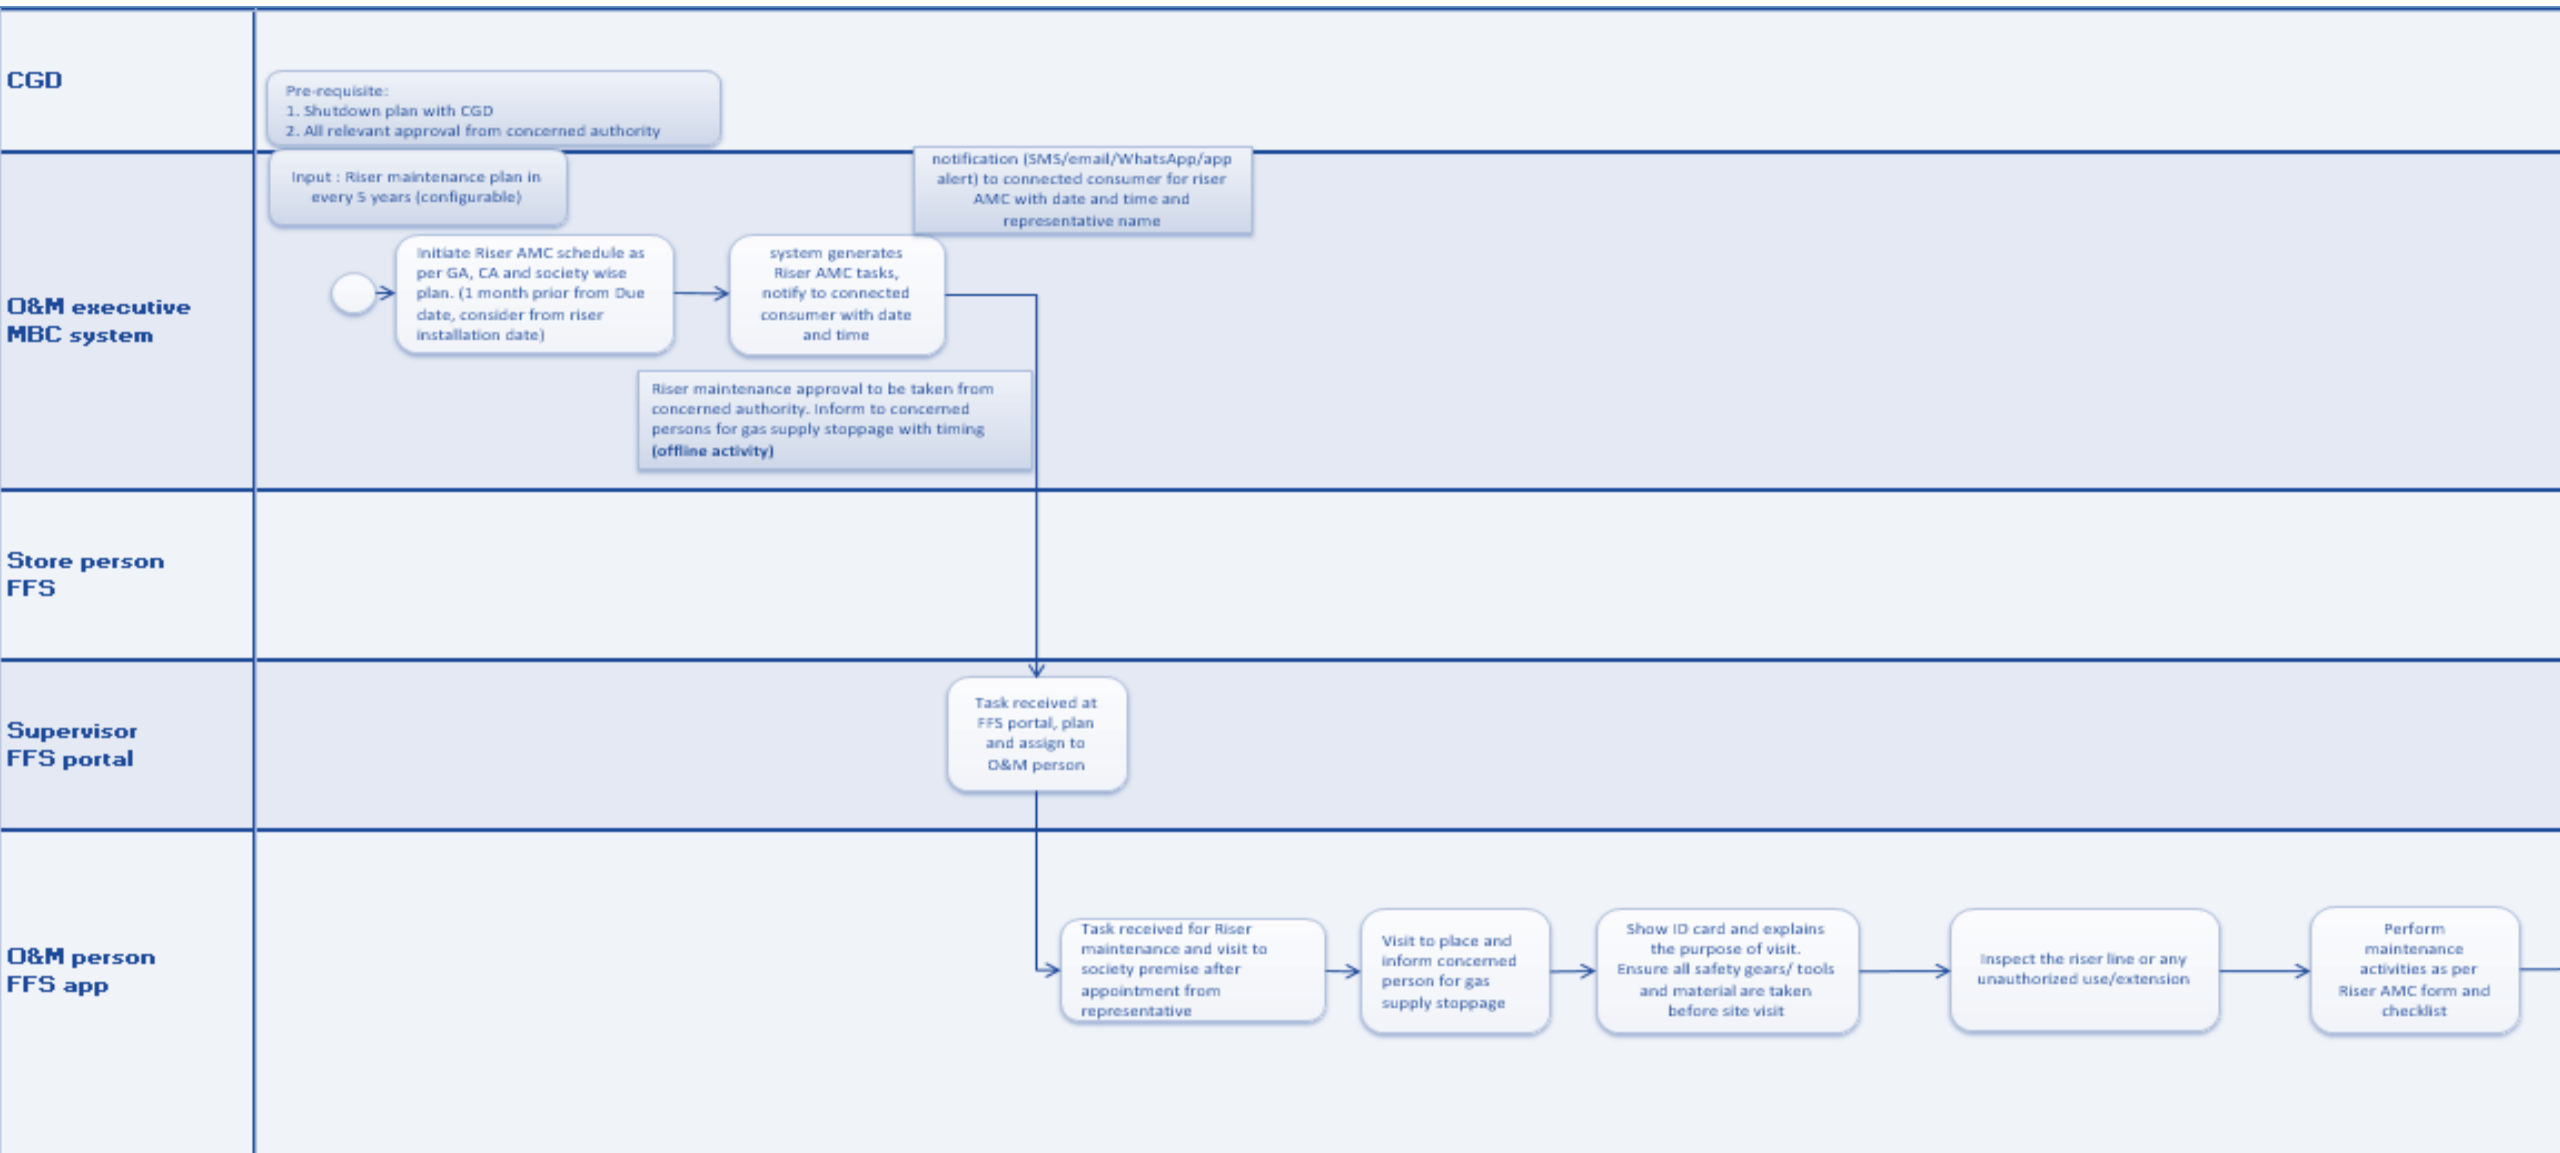 CGD
Pre-requisite:
1. Shutdown plan with CGD
2. All relevant approval from concerned authority
O&M executive
MBC system
Input : Riser maintenance plan in
every 5 years (configurable)
notification (SMS/email/WhatsApp/app
alert) to connected consumer for riser
AMC with date and time and
representative name
Initiate Riser AMC schedule as
per GA, CA and society wise
plan. (1 month prior from Due
date, consider from riser
installation date)
system generates
Riser AMC tasks,
notify to connected
consumer with date
and time
Riser maintenance approval to be taken from
concerned authority. Inform to concerned
persons for gas supply stoppage with timing
(offline activity)
Store person
FFS
Supervisor
FFS portal
Task received at
FFS portal, plan
and assign to
O&M person
O&M person
FFS app
Task received for Riser
maintenance and visit to
society premise after
appointment from
representative
Visit to place and
inform concerned
person for gas
supply stoppage
Show ID card and explains
the purpose of visit.
Ensure all safety gears/ tools
and material are taken
before site visit
Inspect the riser line or any
unauthorized use/extension
Perform
maintenance
activities as per
Riser AMC form and
checklist